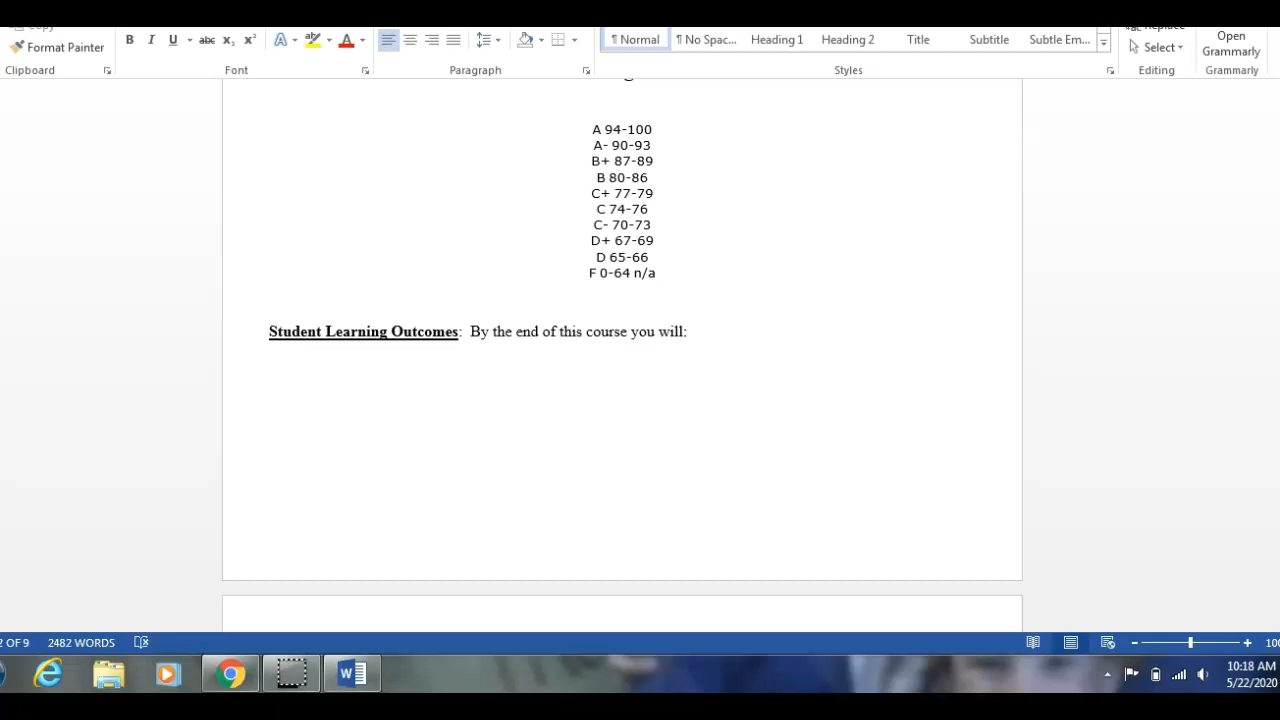 Copy
Replace
Format Painter
B I U abc x₂ x² A ab A
¶ Normal ¶ No Spac... Heading 1 Heading 2 Title Subtitle Subtle Em...
Select
Open
Grammarly
Clipboard Font Paragraph Styles Editing Grammarly
A 94-100
A- 90-93
B+ 87-89
B 80-86
C+ 77-79
C 74-76
C- 70-73
D+ 67-69
D 65-66
F 0-64 n/a
Student Learning Outcomes:  By the end of this course you will:
2 OF 9 2482 WORDS
10:18 AM
5/22/2020